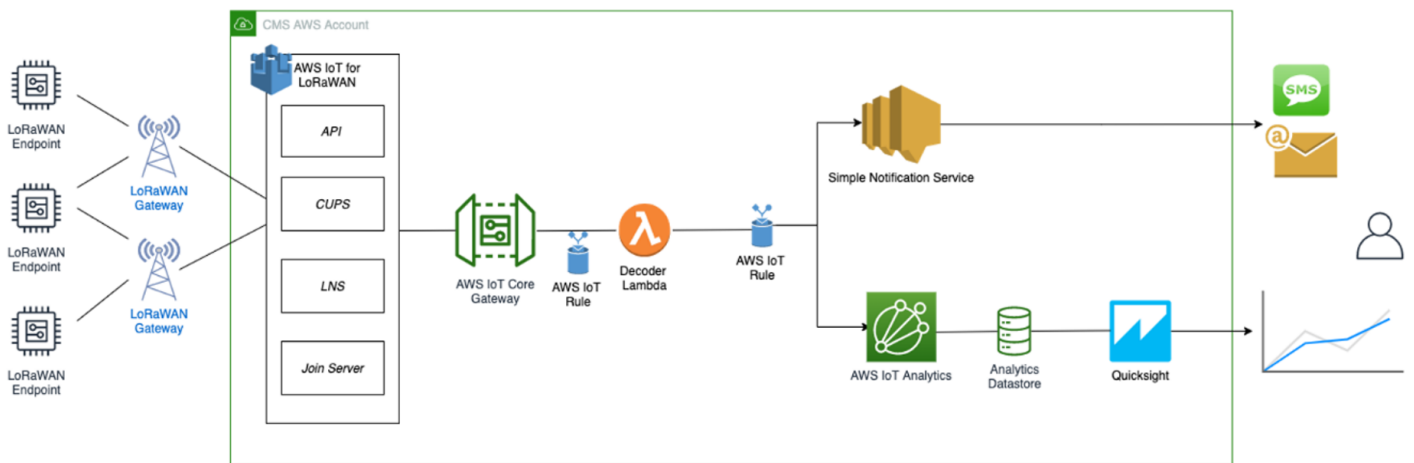 CMS AWS Account
LoRaWAN
Endpoint
LoRaWAN
Endpoint
LoRaWAN
Endpoint
LoRaWAN
Gateway
LoRaWAN
Gateway
AWS IoT for
LoRaWAN
API
CUPS
LNS
Join Server
AWS IoT Core
Gateway
AWS IoT
Rule
Decoder
Lambda
AWS IoT
Rule
Simple Notification Service
AWS IoT Analytics
Analytics
Datastore
Quicksight
SMS
@